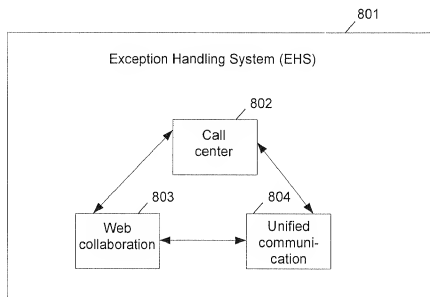 801
Exception Handling System (EHS)
802
Call
center
803
804
Web
collaboration
Unified
communi-
cation